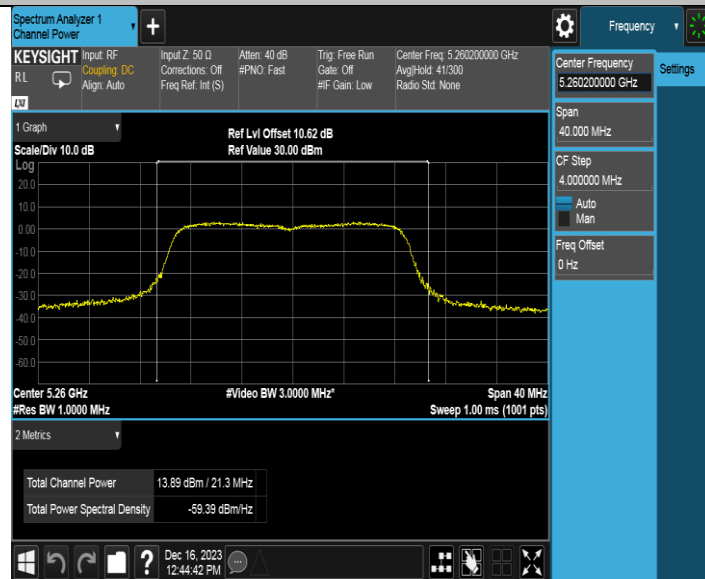 Spectrum Analyzer 1
Channel Power
+
Frequency
KEYSIGHT
RL
LXI
Input: RF
Coupling: DC
Align: Auto
Input Z: 50 Ω
Corrections: Off
Freq Ref: Int (S)
Atten: 40 dB
#PNO: Fast
Trig: Free Run
Gate: Off
#IF Gain: Low
Center Freq: 5.260200000 GHz
Avg|Hold: 41/300
Radio Std: None
Center Frequency
5.260200000 GHz
Settings
Span
40.000 MHz
CF Step
4.000000 MHz
Auto
Man
Freq Offset
0 Hz
1 Graph
Scale/Div 10.0 dB
Ref Lvl Offset 10.62 dB
Ref Value 30.00 dBm
Log
20.0
10.0
0.00
-10.0
-20.0
-30.0
-40.0
-50.0
-60.0
Center 5.26 GHz
#Video BW 3.0000 MHz*
Span 40 MHz
#Res BW 1.0000 MHz
Sweep 1.00 ms (1001 pts)
2 Metrics
Total Channel Power 13.89 dBm / 21.3 MHz
Total Power Spectral Density -59.39 dBm/Hz
?
Dec 16, 2023
12:44:42 PM